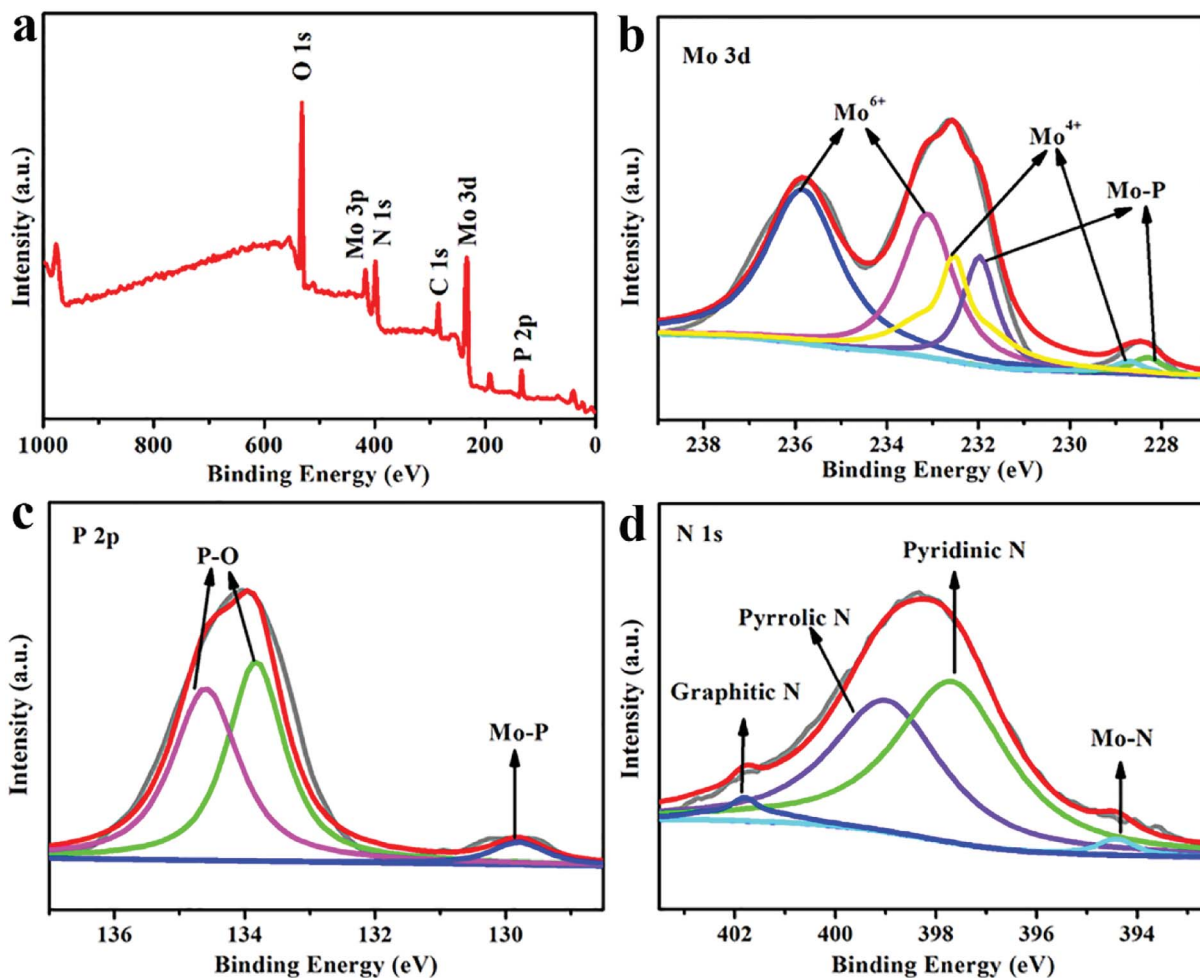 a
O 1s
Mo 3p
N 1s
C 1s
Mo 3d
P 2p
Intensity (a.u.)
1000 800 600 400 200 0
Binding Energy (eV)
b
Mo 3d
Mo⁶⁺
Mo⁴⁺
Mo-P
Intensity (a.u.)
238 236 234 232 230 228
Binding Energy (eV)
c
P 2p
P-O
Mo-P
Intensity (a.u.)
136 134 132 130
Binding Energy (eV)
d
N 1s
Pyridinic N
Pyrrolic N
Graphitic N
Mo-N
Intensity (a.u.)
402 400 398 396 394
Binding Energy (eV)